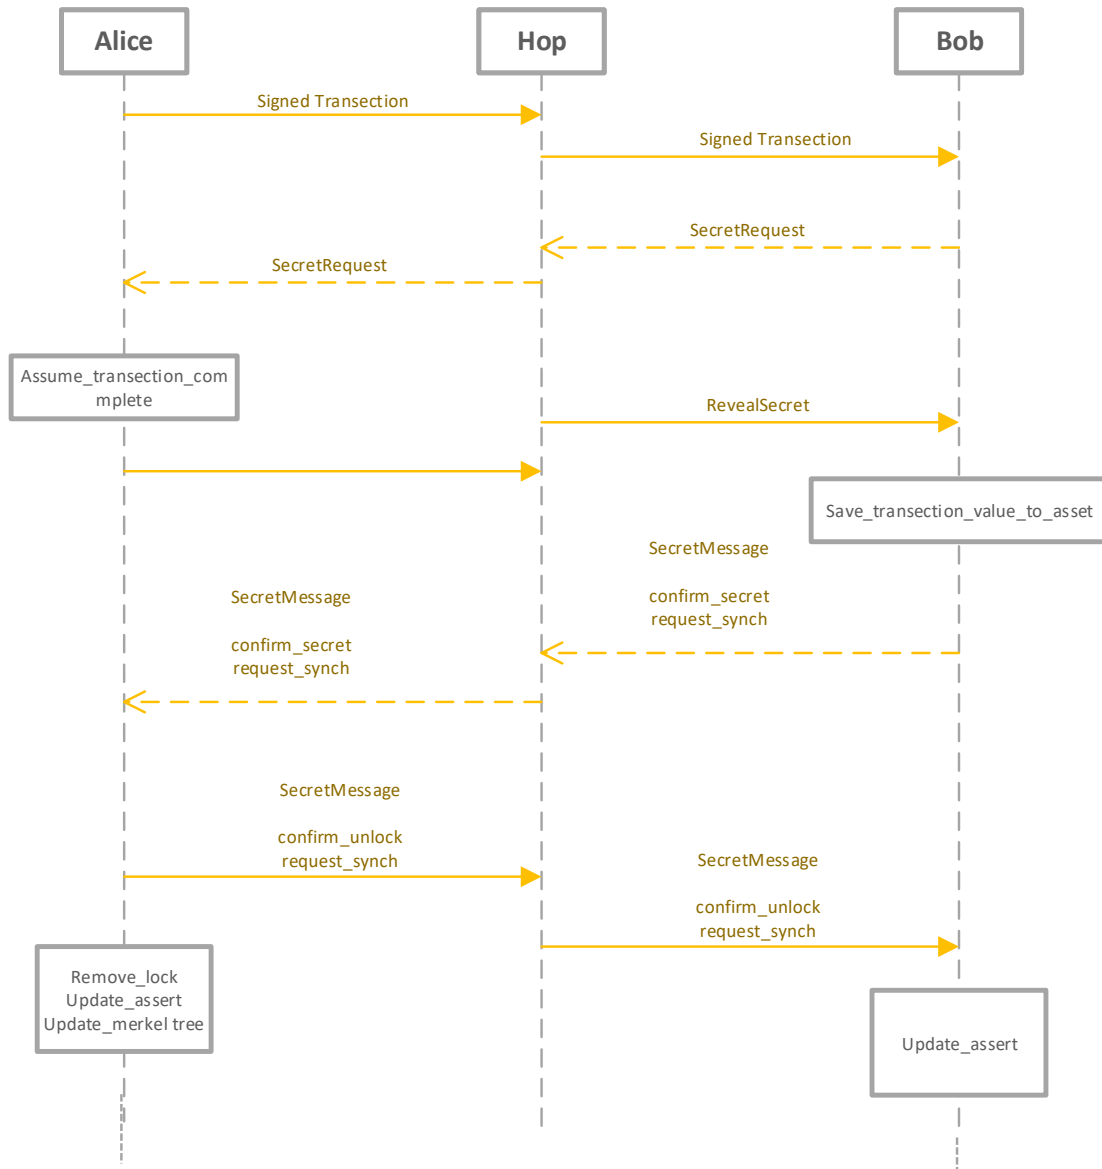 Alice
Hop
Bob
Signed Transection
Signed Transection
SecretRequest
SecretRequest
Assume_transection_com
mplete
RevealSecret
Save_transection_value_to_asset
SecretMessage
confirm_secret
request_synch
SecretMessage
confirm_secret
request_synch
SecretMessage
confirm_unlock
request_synch
SecretMessage
confirm_unlock
request_synch
Remove_lock
Update_assert
Update_merkel tree
Update_assert